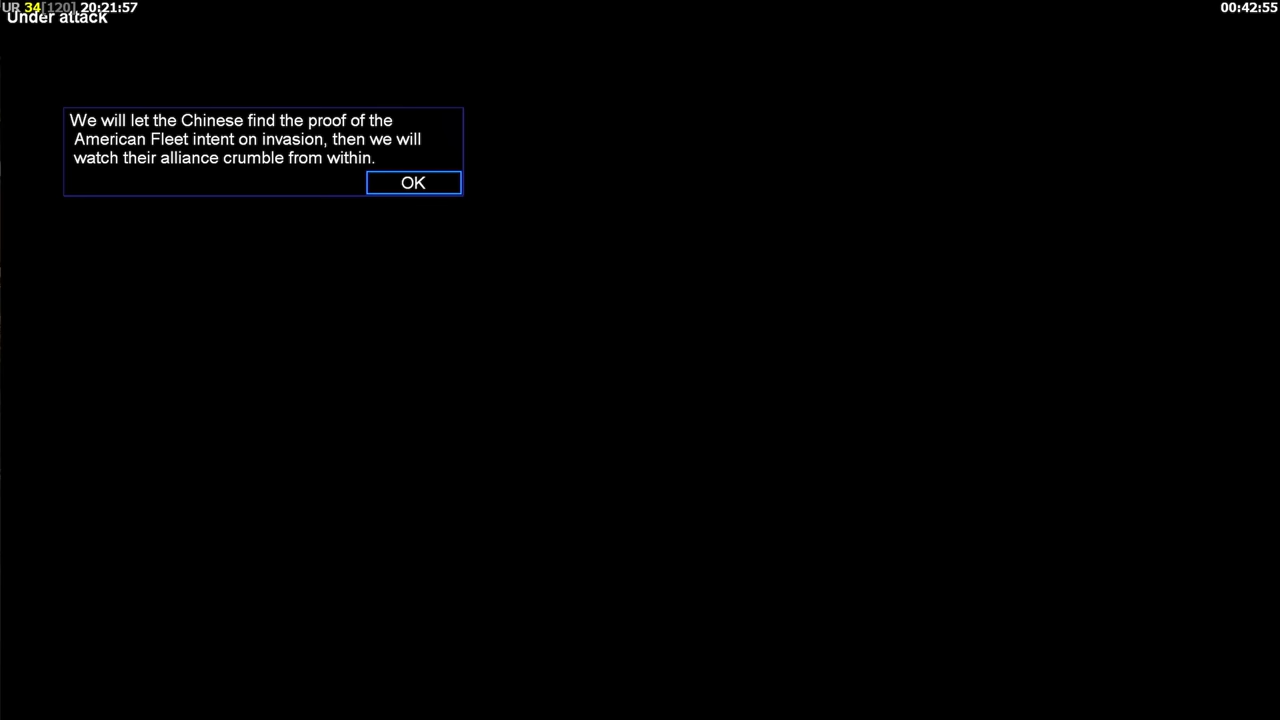 UR 34[120] 20:21:57
00:42:55
Under attack
We will let the Chinese find the proof of the
American Fleet intent on invasion, then we will
watch their alliance crumble from within.
OK